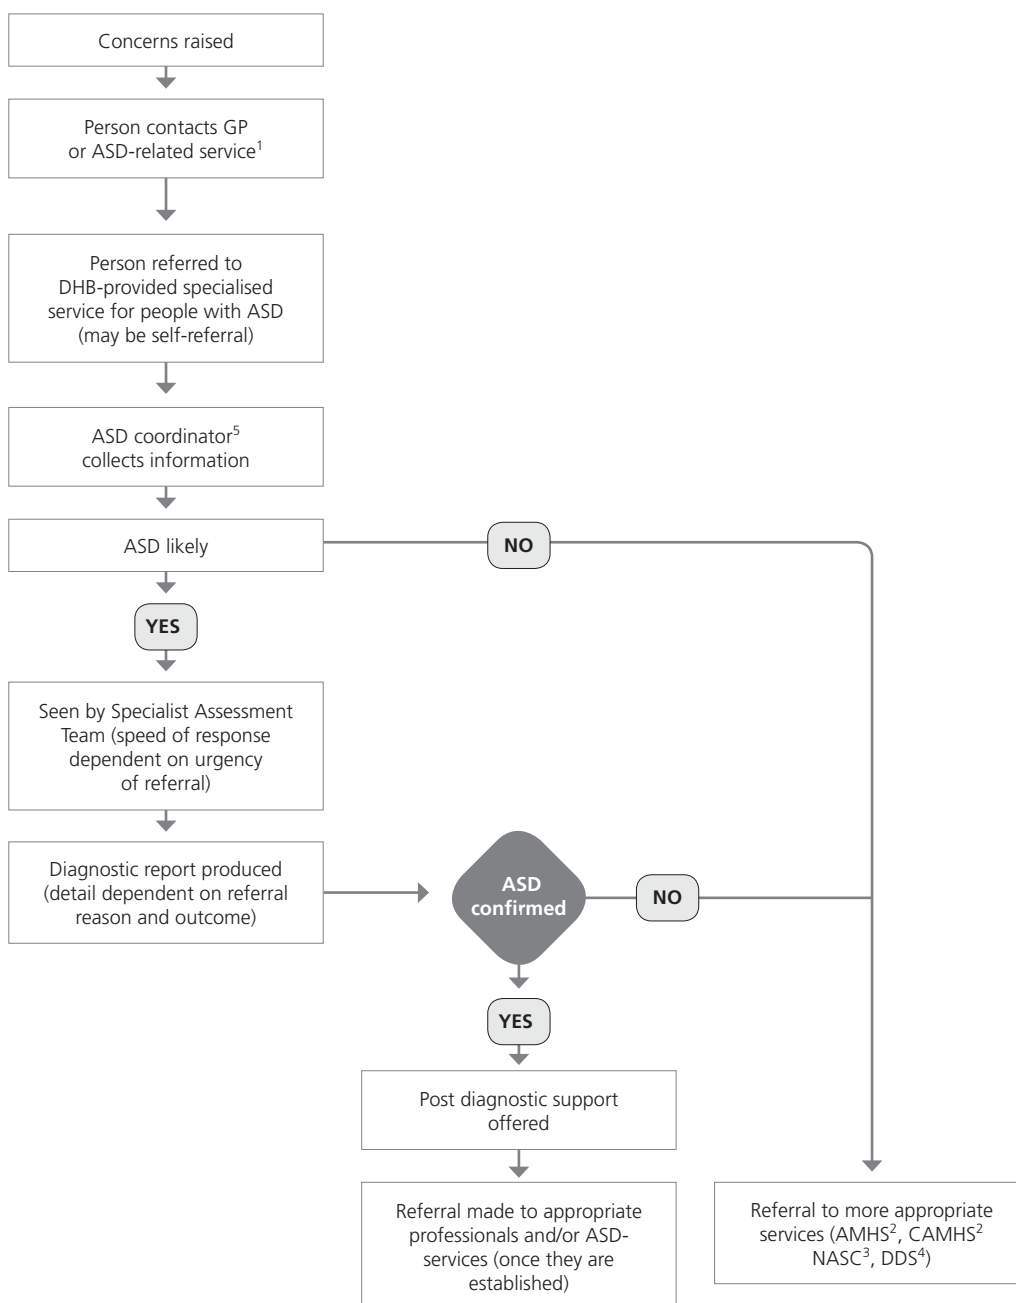 Concerns raised
Person contacts GP
or ASD-related service1
Person referred to
DHB-provided specialised
service for people with ASD
(may be self-referral)
ASD coordinator5
collects information
ASD likely
NO
YES
Seen by Specialist Assessment
Team (speed of response
dependent on urgency
of referral)
Diagnostic report produced
(detail dependent on referral
reason and outcome)
ASD
confirmed
NO
YES
Post diagnostic support
offered
Referral made to appropriate
professionals and/or ASD-
services (once they are
established)
Referral to more appropriate
services (AMHS2, CAMHS2
NASC3, DDS4)